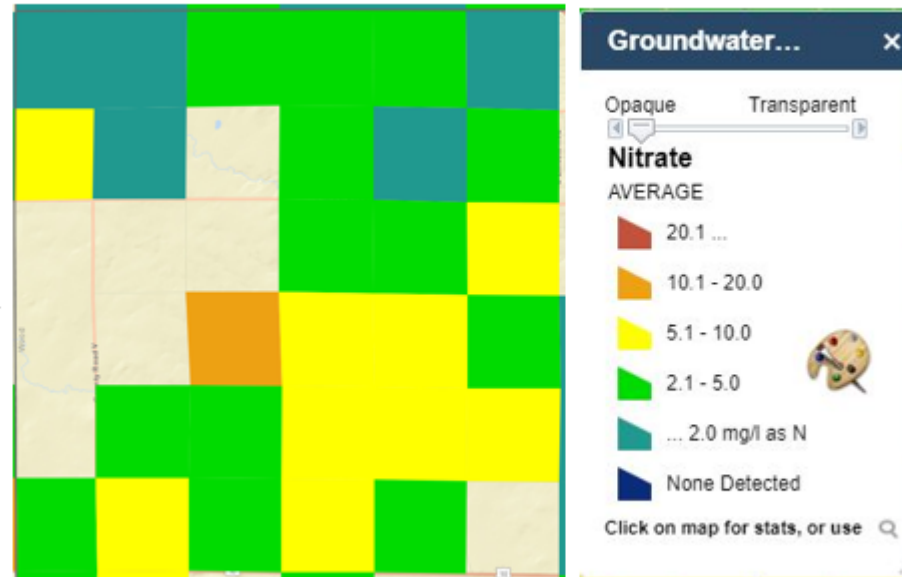 Groundwater... ×
Opaque Transparent
Nitrate
AVERAGE
20.1 ...
10.1 - 20.0
5.1 - 10.0
2.1 - 5.0
... 2.0 mg/l as N
None Detected
Click on map for stats, or use
Wood